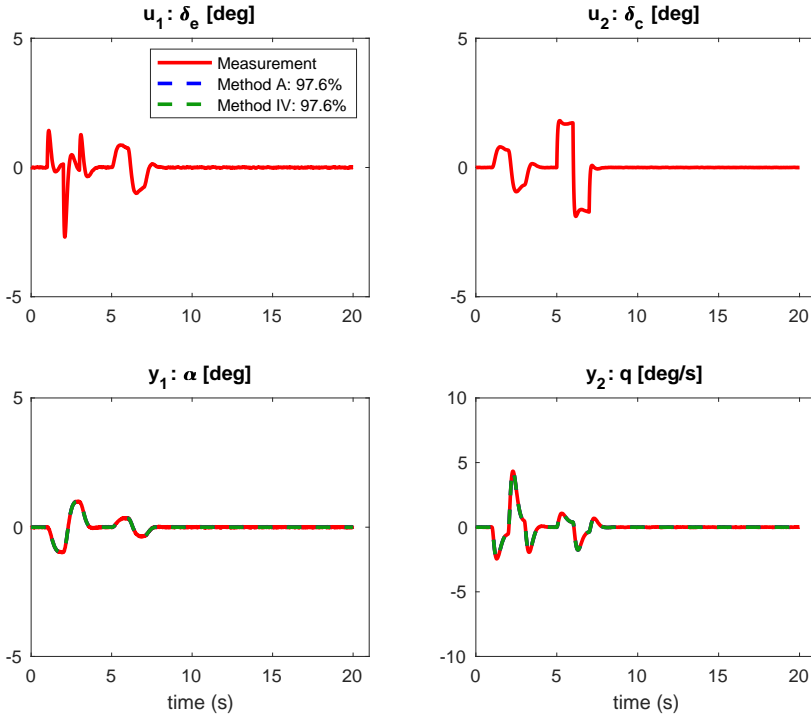 u1: δe [deg]
u2: δc [deg]
5
0
-5
Measurement
Method A: 97.6%
Method IV: 97.6%
0 5 10 15 20
5
0
-5
0 5 10 15 20
y1: α [deg]
y2: q [deg/s]
5
0
-5
0 5 10 15 20
time (s)
10
5
0
-5
-10
0 5 10 15 20
time (s)